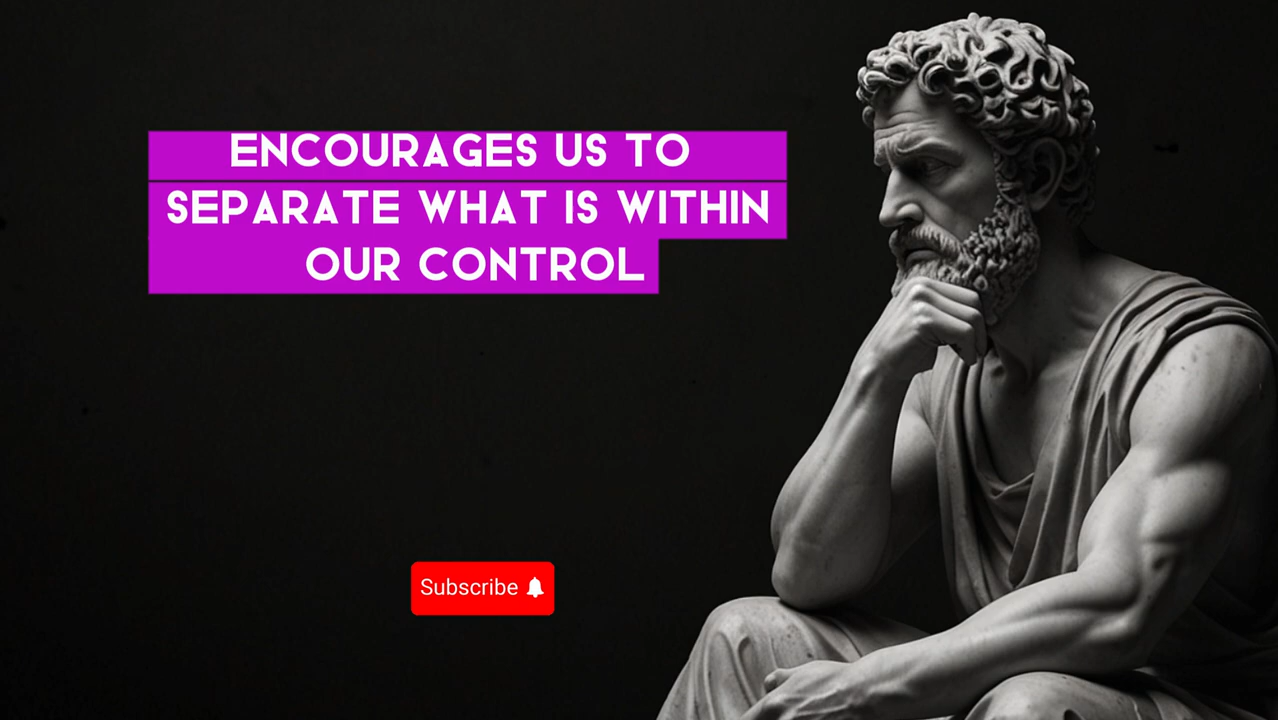 ENCOURAGES US TO
SEPARATE WHAT IS WITHIN
OUR CONTROL
Subscribe